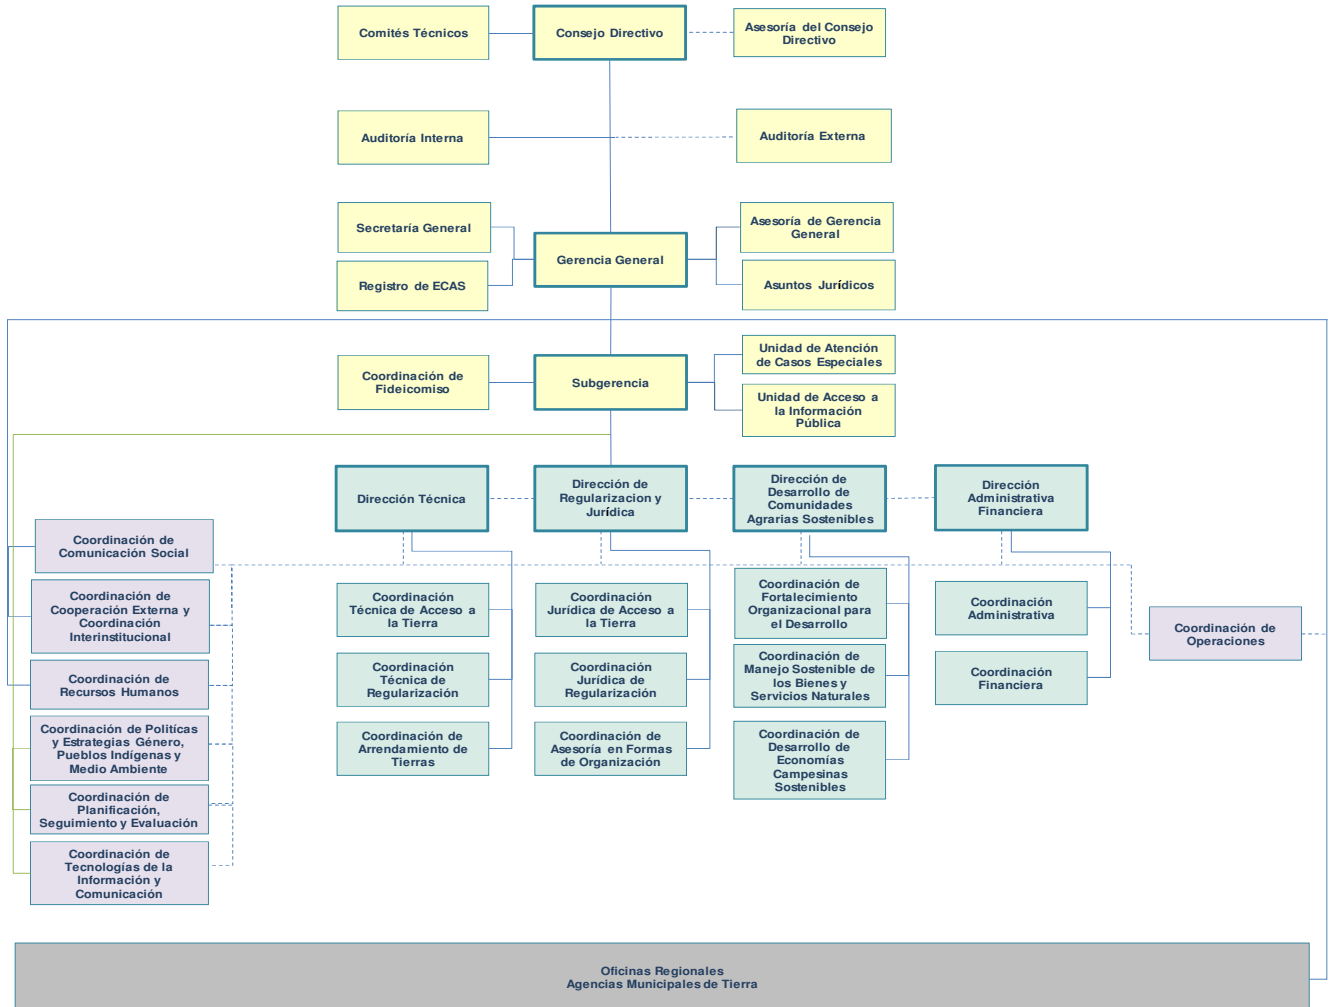 Comités Técnicos
Consejo Directivo
Asesoría del Consejo
Directivo
Auditoría Interna
Auditoría Externa
Secretaría General
Asesoría de Gerencia
General
Gerencia General
Registro de ECAS
Asuntos Jurídicos
Unidad de Atención
de Casos Especiales
Coordinación de
Fideicomiso
Subgerencia
Unidad de Acceso a
la Información
Pública
Dirección Técnica
Dirección de
Regularizacion y
Jurídica
Dirección de
Desarrollo de
Comunidades
Agrarias Sostenibles
Dirección
Administrativa
Financiera
Coordinación de
Comunicación Social
Coordinación de
Cooperación Externa y
Coordinación
Interinstitucional
Coordinación de
Recursos Humanos
Coordinación de Politícas
y Estrategias Género,
Pueblos Indígenas y
Medio Ambiente
Coordinación de
Planificación,
Seguimiento y Evaluación
Coordinación de
Tecnologías de la
Información y
Comunicación
Coordinación
Técnica de Acceso a
la Tierra
Coordinación
Técnica de
Regularización
Coordinación de
Arrendamiento de
Tierras
Coordinación
Jurídica de Acceso a
la Tierra
Coordinación
Jurídica de
Regularización
Coordinación de
Asesoría en Formas
de Organización
Coordinación de
Fortalecimiento
Organizacional para
el Desarrollo
Coordinación de
Manejo Sostenible de
los Bienes y
Servicios Naturales
Coordinación de
Desarrollo de
Economías
Campesinas
Sostenibles
Coordinación
Administrativa
Coordinación
Financiera
Coordinación de
Operaciones
Oficinas Regionales
Agencias Municipales de Tierra